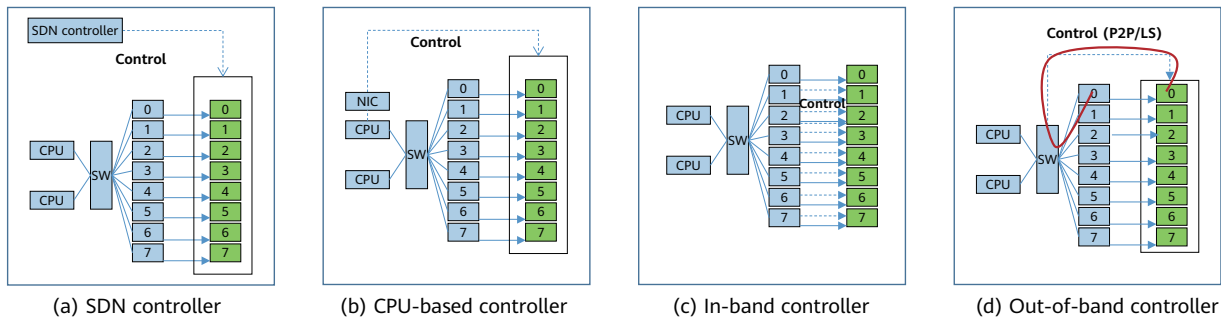 SDN controller
Control
0 0
1 1
CPU 2 2
SW 3 3
CPU 4 4
5 5
6 6
7 7
(a) SDN controller
Control
NIC 0 0
CPU 1 1
2 2
SW 3 3
CPU 4 4
5 5
6 6
7 7
(b) CPU-based controller
0 0
1 1
Control
CPU 2 2
SW 3 3
CPU 4 4
5 5
6 6
7 7
(c) In-band controller
Control (P2P/LS)
0 0
1 1
CPU 2 2
SW 3 3
CPU 4 4
5 5
6 6
7 7
(d) Out-of-band controller